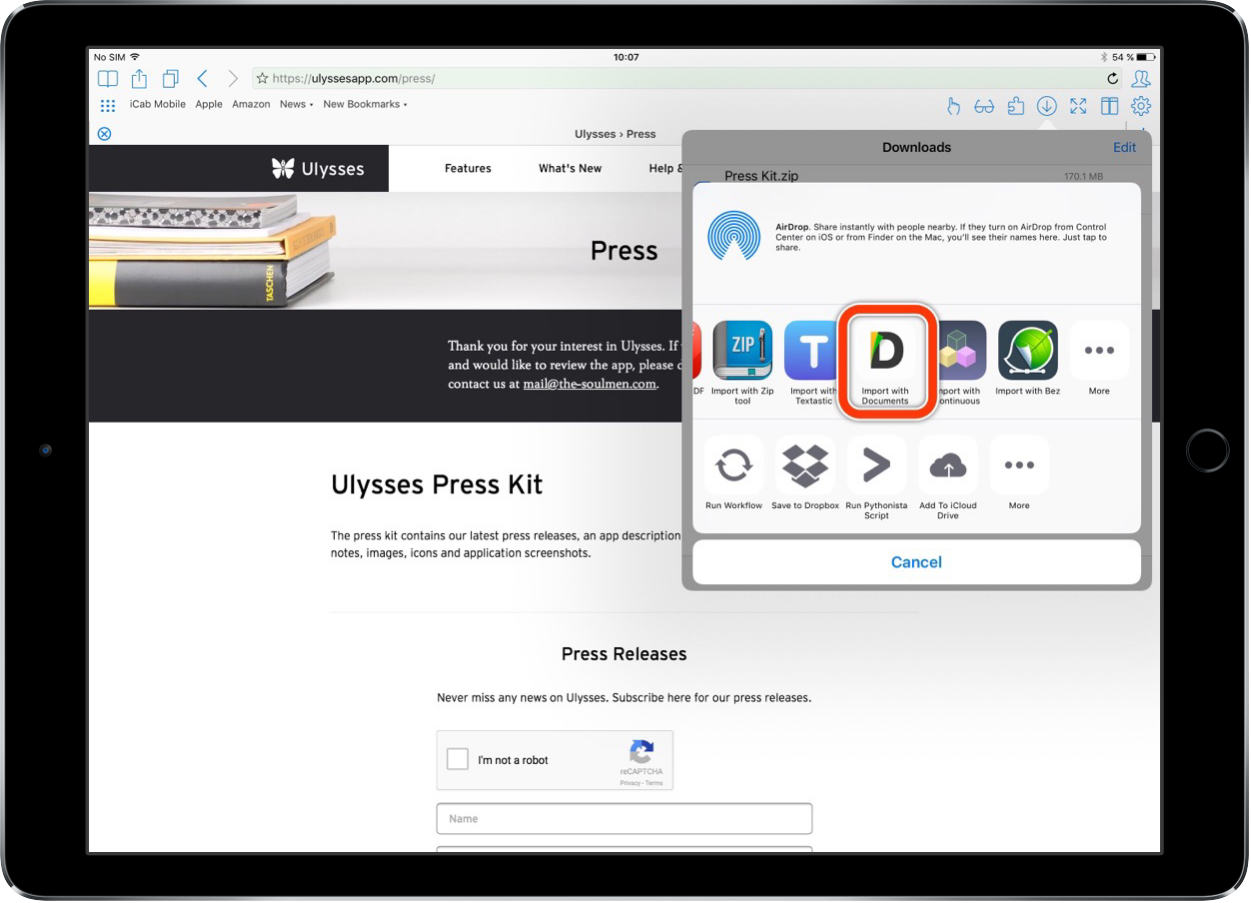 No SIM
10:07
54 %
https://ulyssesapp.com/press/
iCab Mobile Apple Amazon News New Bookmarks
Ulysses › Press
Downloads
Edit
Press Kit.zip
170.1 MB
Ulysses
Features
What's New
Help &
TASCHEN
Press
AirDrop. Share instantly with people nearby. If they turn on AirDrop from Control
Center on iOS or from Finder on the Mac, you'll see their names here. Just tap to
share.
Thank you for your interest in Ulysses. If
and would like to review the app, please
contact us at mail@the-soulmen.com.
ZIP
T
D
DF
Import with Zip
tool
Import with
Textastic
Import with
Documents
mport with
ontinuous
Import with Bez
More
Run Workflow
Save to Dropbox
Run Pythonista
Script
Add To iCloud
Drive
More
Cancel
Ulysses Press Kit
The press kit contains our latest press releases, an app description
notes, images, icons and application screenshots.
Press Releases
Never miss any news on Ulysses. Subscribe here for our press releases.
I'm not a robot
reCAPTCHA
Privacy - Terms
Name